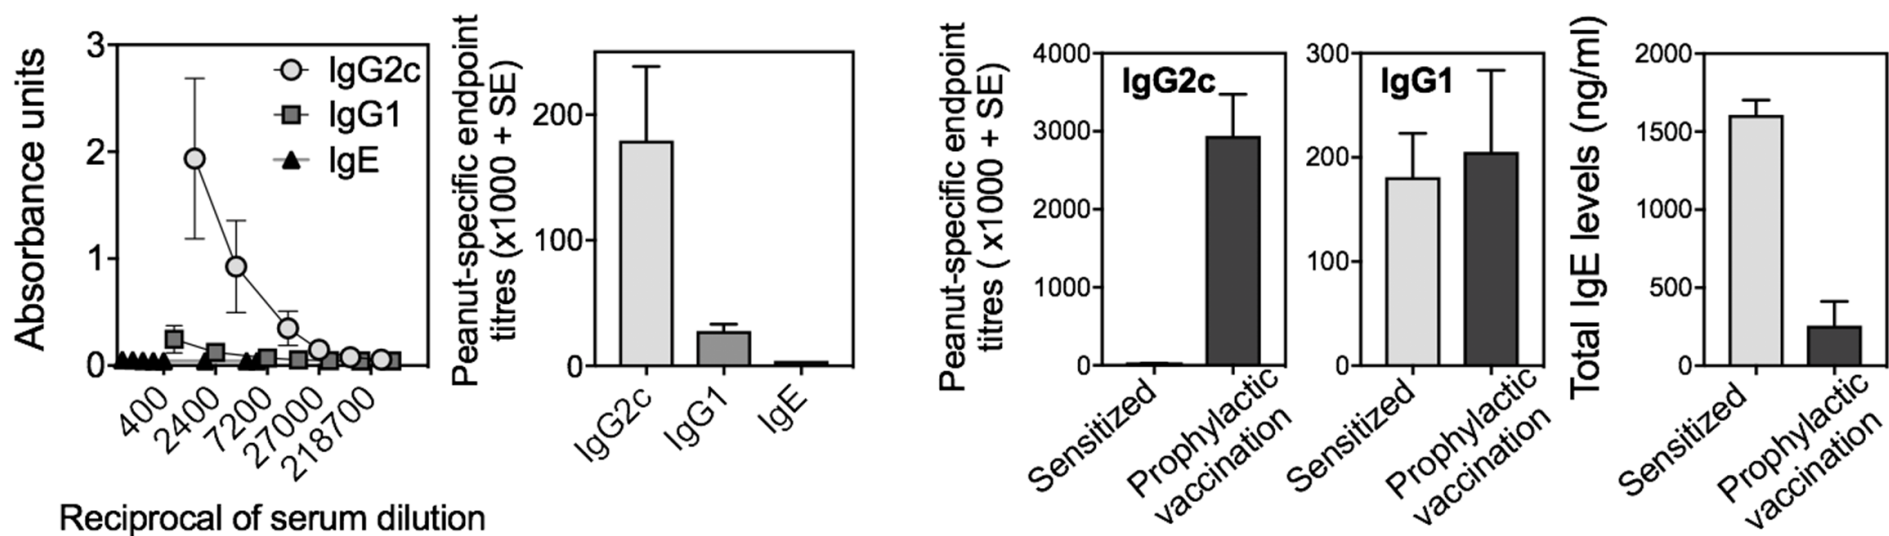 Absorbance units
3
2
1
0
IgG2c
IgG1
IgE
400
2400
7200
27000
218700
Reciprocal of serum dilution
Peanut-specific endpoint
titres (x1000 + SE)
200
100
0
IgG2c
IgG1
IgE
Peanut-specific endpoint
titres ( x1000 + SE)
4000
3000
2000
1000
0
IgG2c
Sensitized
Prophylactic
vaccination
300
200
100
0
IgG1
Sensitized
Prophylactic
vaccination
Total IgE levels (ng/ml)
2000
1500
1000
500
0
Sensitized
Prophylactic
vaccination